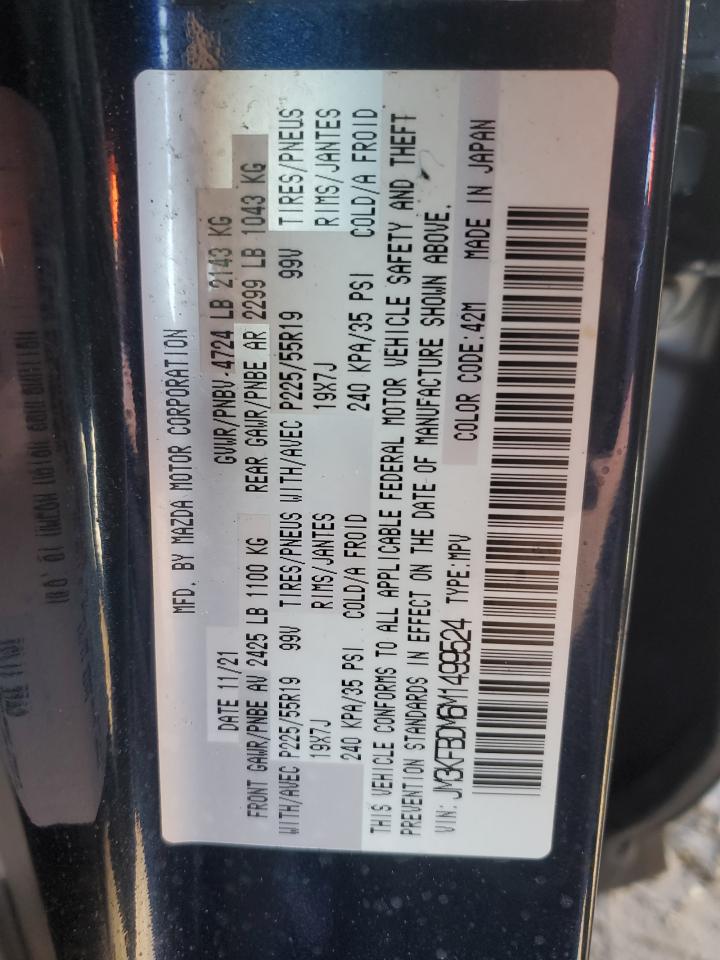 MFD. BY MAZDA MOTOR CORPORATION
DATE 11/21 GVWR/PNBV 4724 LB 2143 KG
FRONT GAWR/PNBE AV 2425 LB 1100 KG REAR GAWR/PNBE AR 2299 LB 1043 KG
WITH/AVEC P225/55R19 99V TIRES/PNEUS WITH/AVEC P225/55R19 99V TIRES/PNEUS
19X7J RIMS/JANTES 19X7J RIMS/JANTES
240 KPA/35 PSI COLD/A FROID 240 KPA/35 PSI COLD/A FROID
THIS VEHICLE CONFORMS TO ALL APPLICABLE FEDERAL MOTOR VEHICLE SAFETY AND THEFT
PREVENTION STANDARDS IN EFFECT ON THE DATE OF MANUFACTURE SHOWN ABOVE.
VIN: JM3KFBDM6M1499524 TYPE:MPV COLOR CODE:42M MADE IN JAPAN